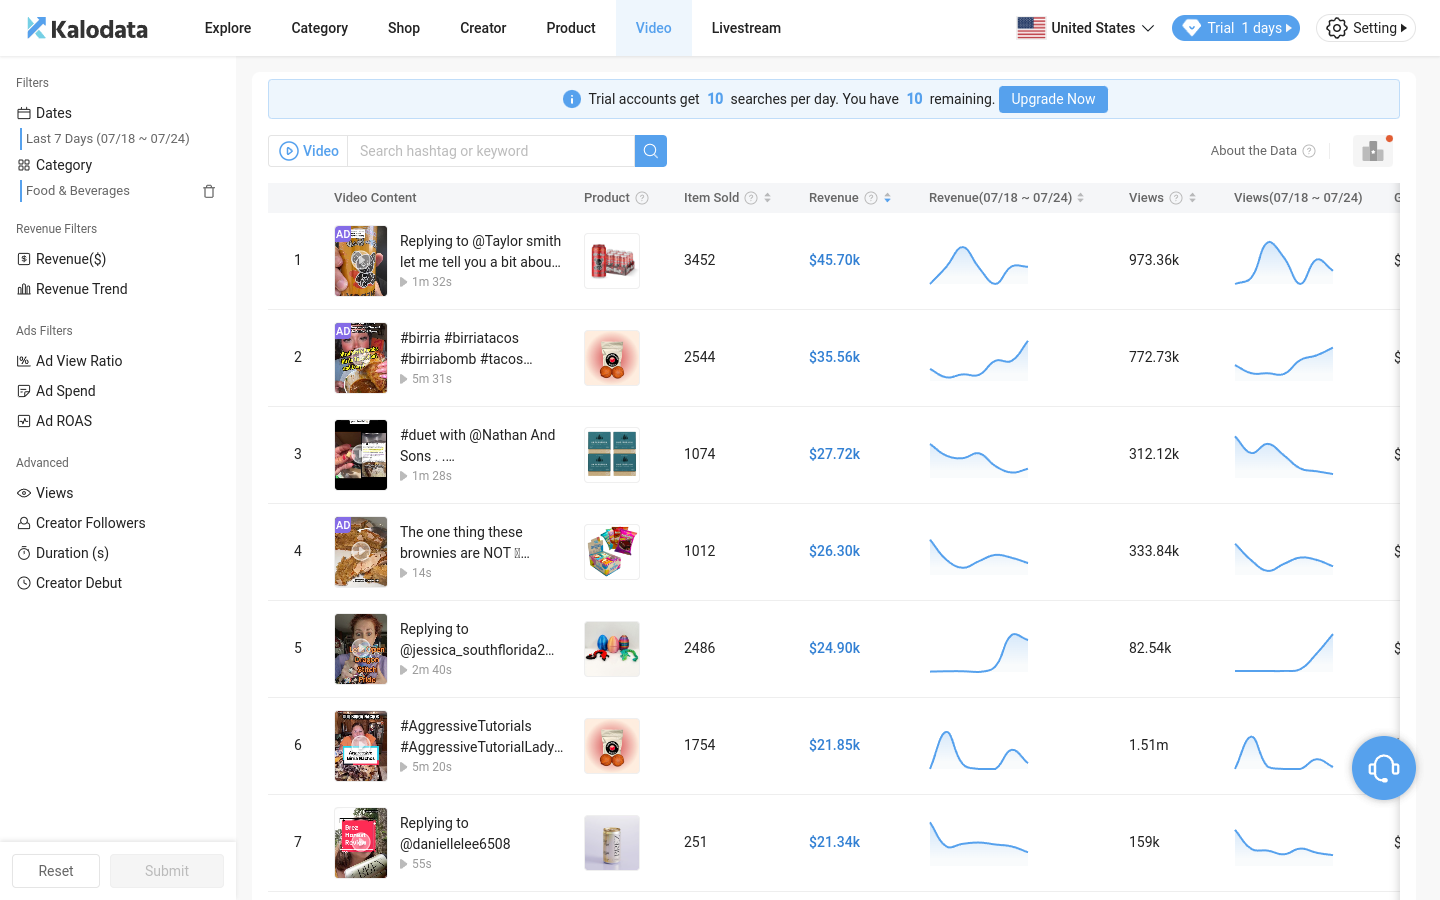 Kalodata
Explore
Category
Shop
Creator
Product
Video
Livestream
United States
Trial 1 days
Setting
Filters
Dates
Last 7 Days (07/18 ~ 07/24)
Category
Food & Beverages
Revenue Filters
Revenue($)
Revenue Trend
Ads Filters
Ad View Ratio
Ad Spend
Ad ROAS
Advanced
Views
Creator Followers
Duration (s)
Creator Debut
Reset
Submit
Trial accounts get 10 searches per day. You have 10 remaining.
Upgrade Now
Video
Search hashtag or keyword
About the Data
Video Content
Product
Item Sold
Revenue
Revenue(07/18 ~ 07/24)
Views
Views(07/18 ~ 07/24)
1
AD
Replying to @Taylor smith
let me tell you a bit abou...
1m 32s
3452
$45.70k
973.36k
$
2
AD
#birria #birriatacos
#birriabomb #tacos...
5m 31s
2544
$35.56k
772.73k
$
3
#duet with @Nathan And
Sons . ....
1m 28s
1074
$27.72k
312.12k
$
4
AD
The one thing these
brownies are NOT ...
14s
1012
$26.30k
333.84k
$
5
Replying to
@jessica_southflorida2...
2m 40s
2486
$24.90k
82.54k
$
6
#AggressiveTutorials
#AggressiveTutorialLady...
5m 20s
1754
$21.85k
1.51m
7
Replying to
@daniellelee6508
55s
251
$21.34k
159k
$